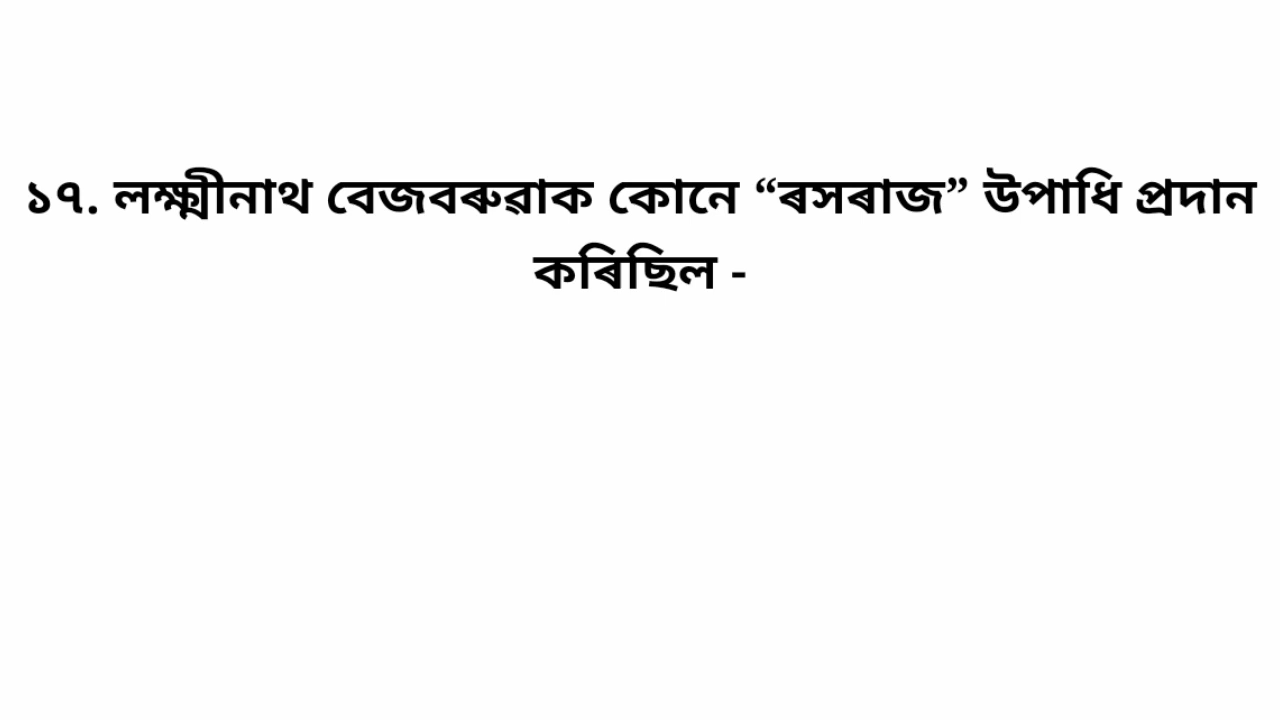 ১৭. লক্ষ্মীনাথ বেজবৰুৱাক কোনে “ৰসৰাজ” উপাধি প্ৰদান
কৰিছিল -